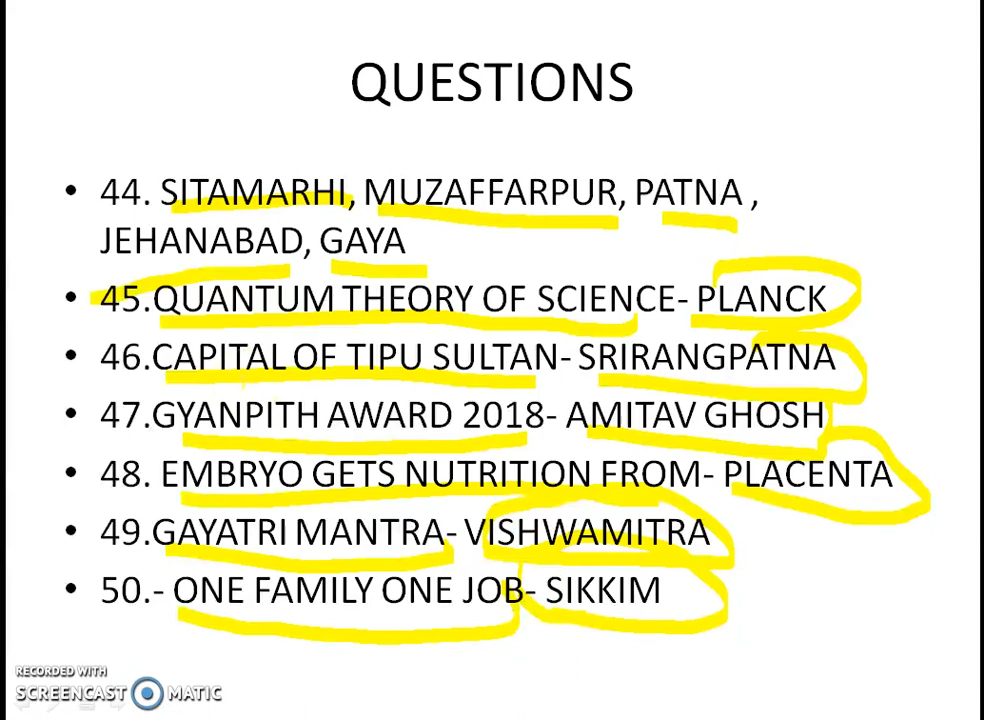 QUESTIONS
• 44. SITAMARHI, MUZAFFARPUR, PATNA ,
JEHANABAD, GAYA
• 45.QUANTUM THEORY OF SCIENCE- PLANCK
• 46.CAPITAL OF TIPU SULTAN- SRIRANGPATNA
• 47.GYANPITH AWARD 2018- AMITAV GHOSH
• 48. EMBRYO GETS NUTRITION FROM- PLACENTA
• 49.GAYATRI MANTRA- VISHWAMITRA
• 50.- ONE FAMILY ONE JOB- SIKKIM
RECORDED WITH
SCREENCAST MATIC